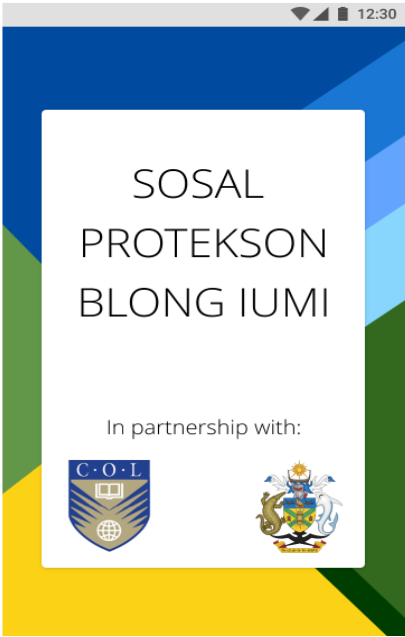 12:30
SOSAL
PROTEKSON
BLONG IUMI
In partnership with:
C·O·L